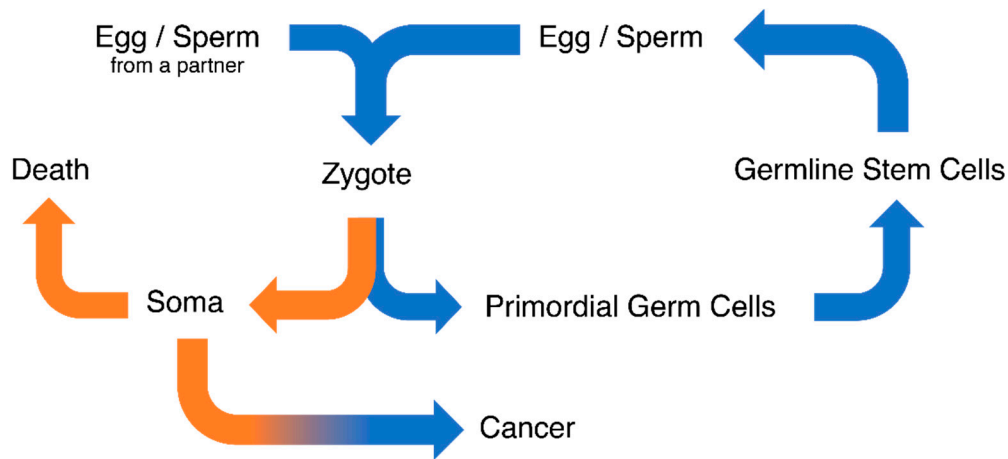 Egg / Sperm
from a partner
Egg / Sperm
Death
Zygote
Germline Stem Cells
Soma
Primordial Germ Cells
Cancer